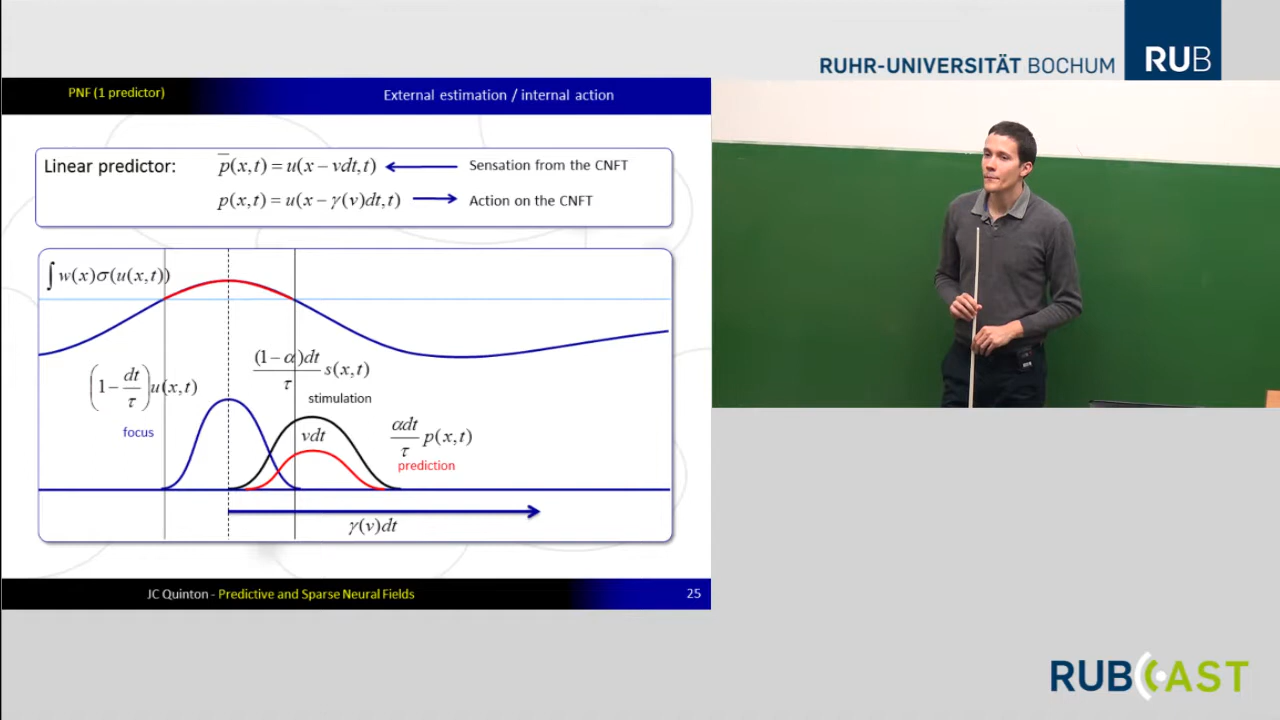 RUHR-UNIVERSITÄT BOCHUM
RUB
PNF (1 predictor)
External estimation / internal action
Linear predictor:
p̅(x,t) = u(x − vdt,t)
Sensation from the CNFT
p(x,t) = u(x − γ(v)dt,t)
Action on the CNFT
∫ w(x)σ(u(x,t))
(1 − dt/τ) u(x,t)
focus
(1 − α)dt/τ s(x,t)
stimulation
vdt
αdt/τ p(x,t)
prediction
γ(v)dt
JC Quinton - Predictive and Sparse Neural Fields
25
RUBCAST